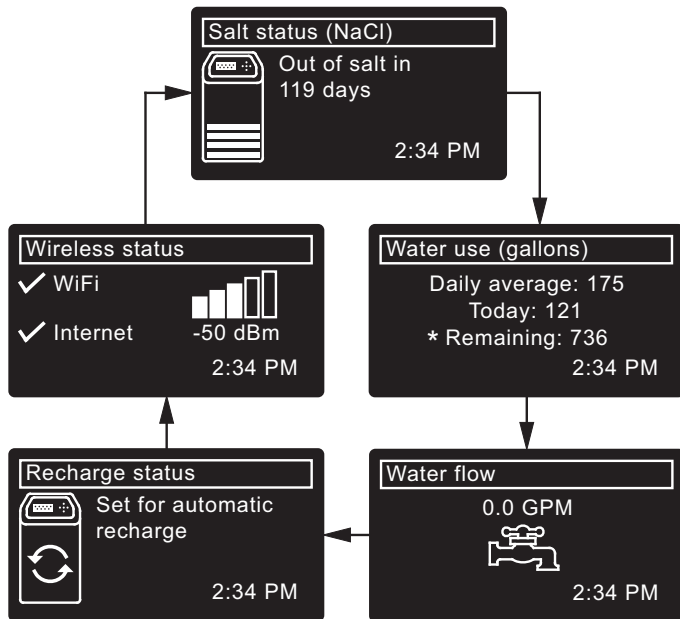 Salt status (NaCl)
Out of salt in
119 days
2:34 PM
Wireless status
WiFi
Internet
-50 dBm
2:34 PM
Water use (gallons)
Daily average: 175
Today: 121
* Remaining: 736
2:34 PM
Recharge status
Set for automatic
recharge
2:34 PM
Water flow
0.0 GPM
2:34 PM